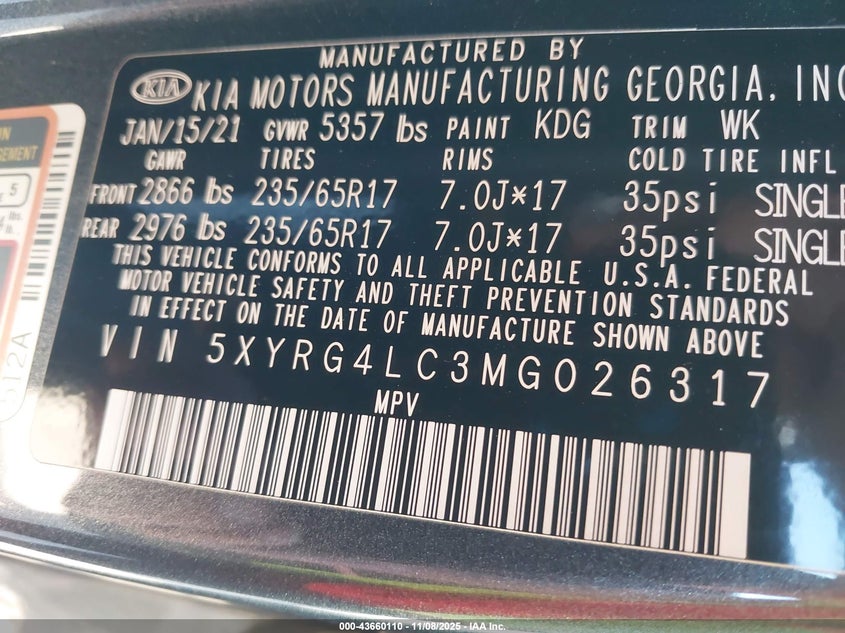 MANUFACTURED BY
KIA KIA MOTORS MANUFACTURING GEORGIA, INC
JAN/15/21 GVWR 5357 lbs PAINT KDG TRIM WK
GAWR TIRES RIMS COLD TIRE INFL
FRONT 2866 lbs 235/65R17 7.0J*17 35psi SINGLE
REAR 2976 lbs 235/65R17 7.0J*17 35psi SINGLE
THIS VEHICLE CONFORMS TO ALL APPLICABLE U.S.A. FEDERAL
MOTOR VEHICLE SAFETY AND THEFT PREVENTION STANDARDS
IN EFFECT ON THE DATE OF MANUFACTURE SHOWN ABOVE
VIN 5XYRG4LC3MG026317
MPV
5
512A
000-43660110 - 11/08/2025 - IAA Inc.